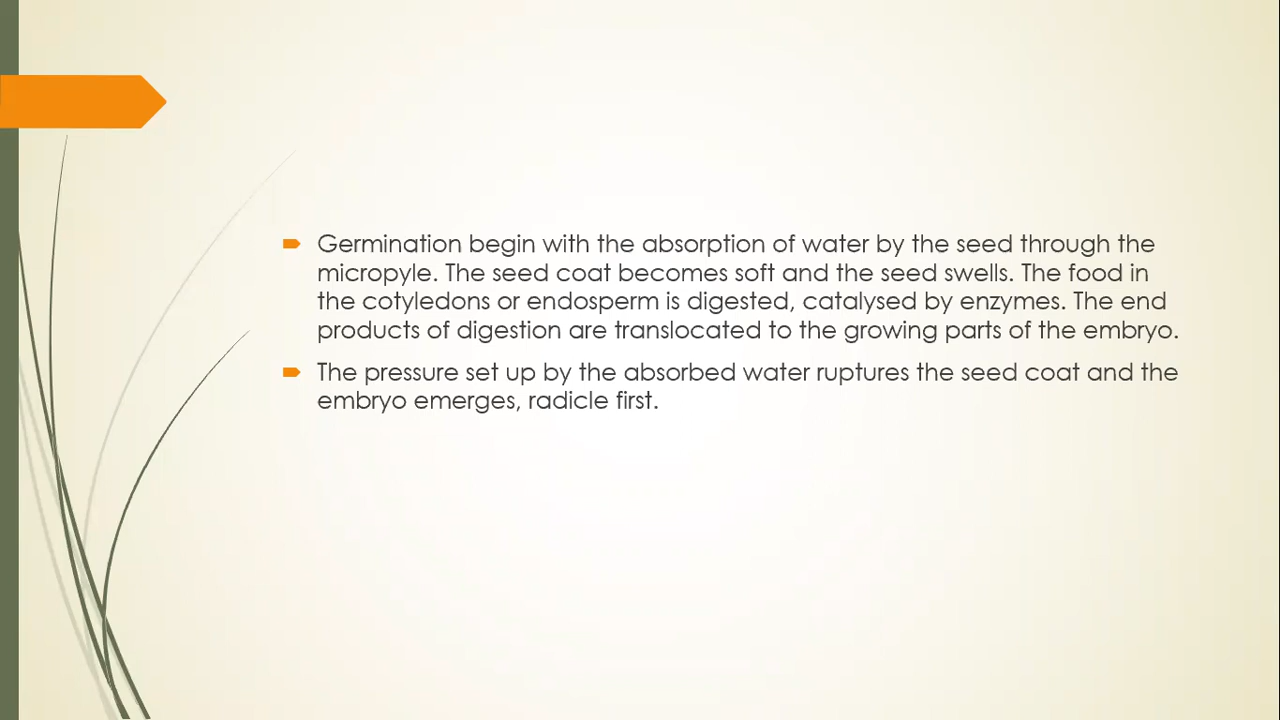 Germination begin with the absorption of water by the seed through the
micropyle. The seed coat becomes soft and the seed swells. The food in
the cotyledons or endosperm is digested, catalysed by enzymes. The end
products of digestion are translocated to the growing parts of the embryo.
The pressure set up by the absorbed water ruptures the seed coat and the
embryo emerges, radicle first.